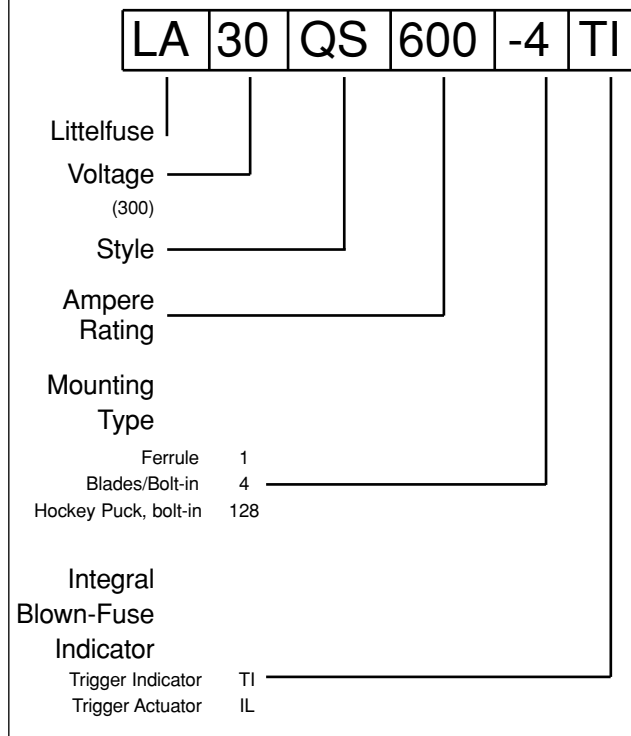 LA 30 QS 600 -4 TI
Littelfuse
Voltage
(300)
Style
Ampere
Rating
Mounting
Type
Ferrule 1
Blades/Bolt-in 4
Hockey Puck, bolt-in 128
Integral
Blown-Fuse
Indicator
Trigger Indicator TI
Trigger Actuator IL